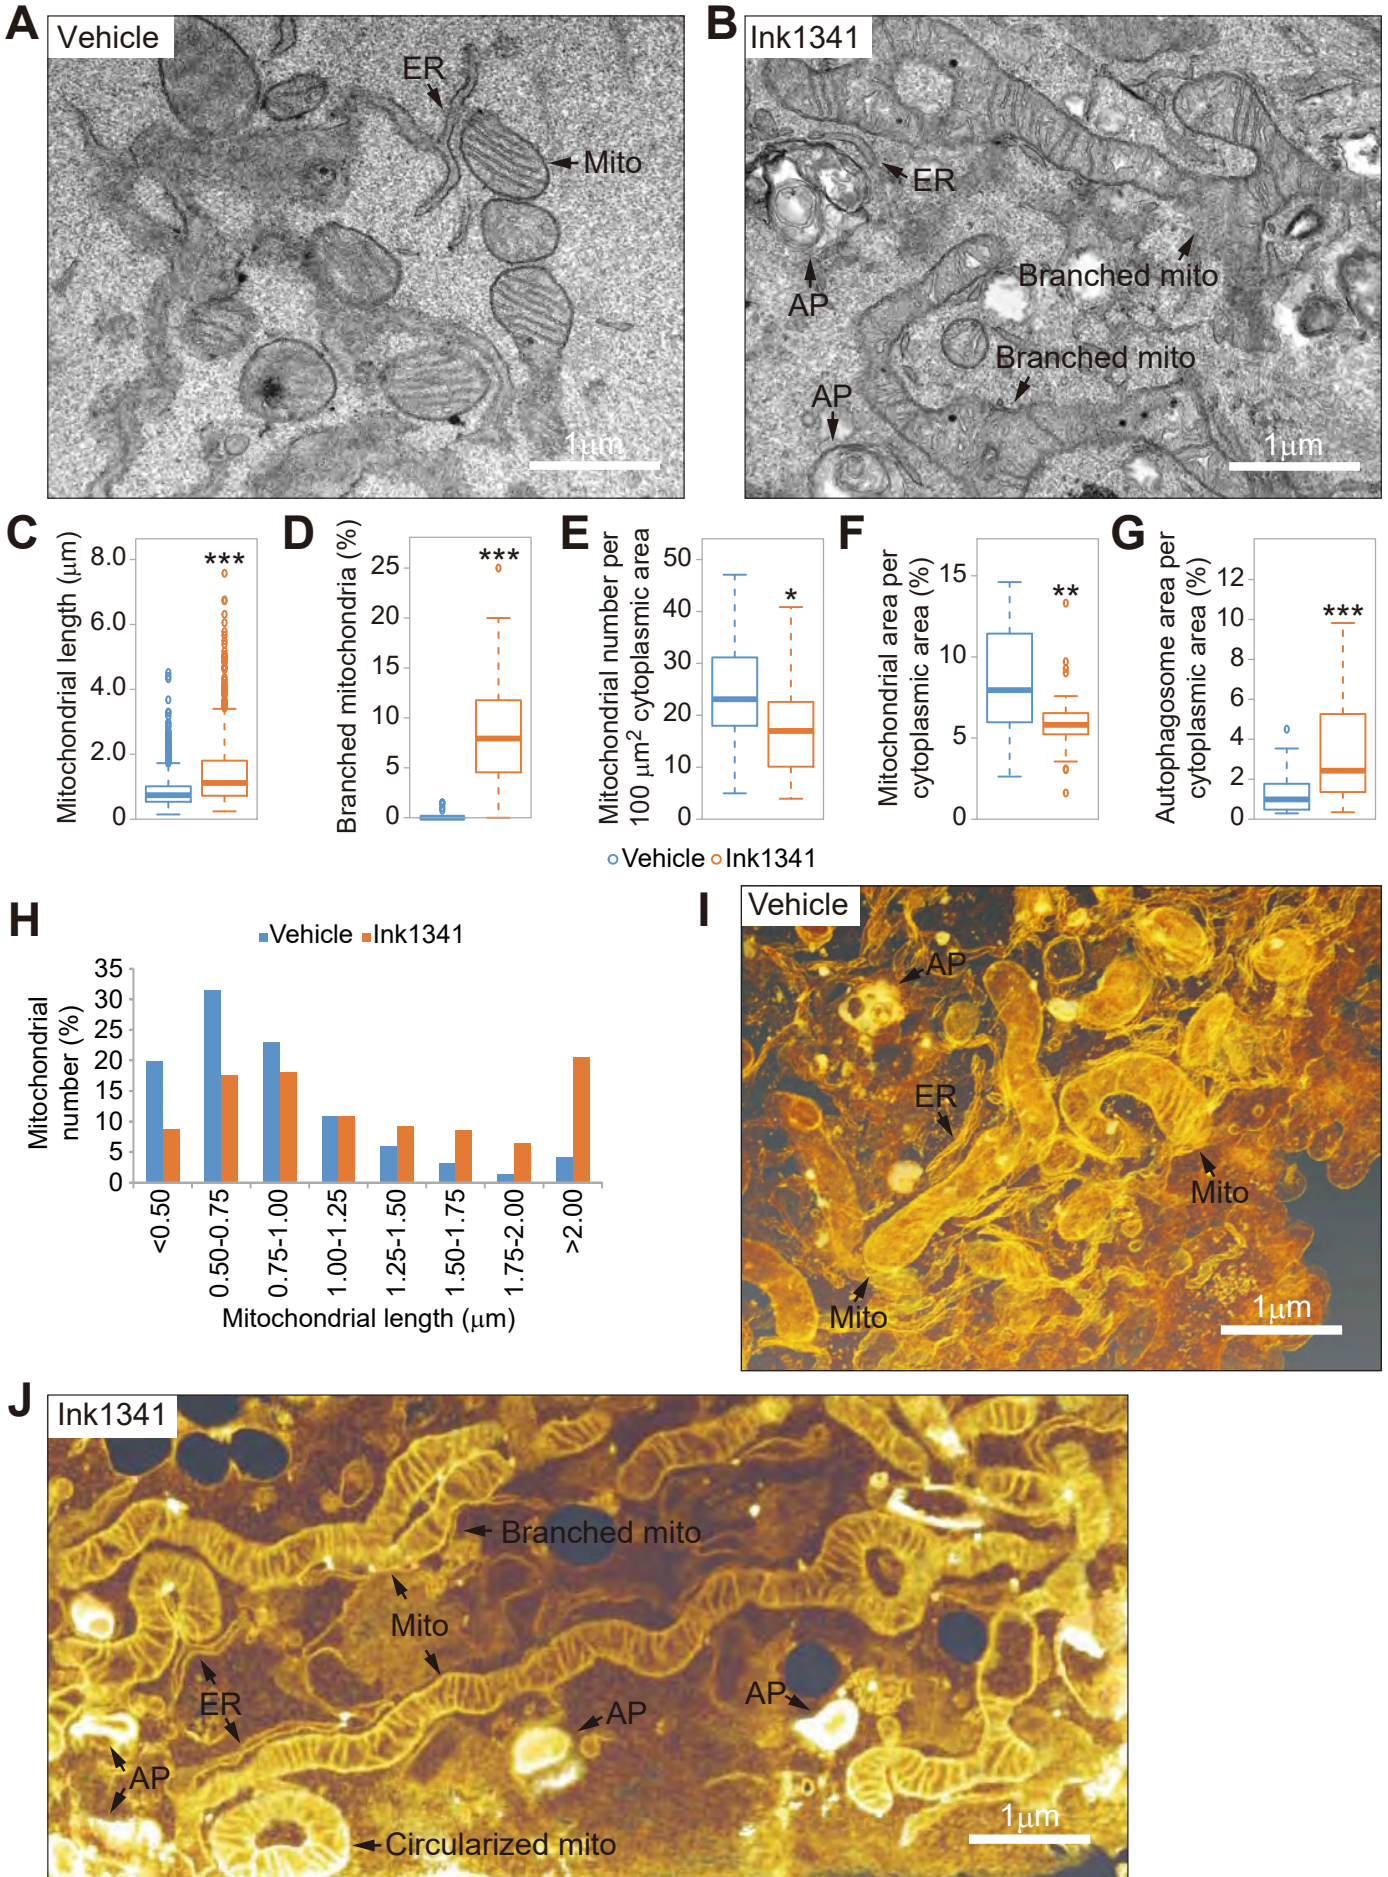 A
Vehicle
ER
Mito
1μm
B
Ink1341
ER
AP
Branched mito
Branched mito
AP
1μm
C
Mitochondrial length (μm)
8.0
6.0
4.0
2.0
0
***
D
Branched mitochondria (%)
25
20
15
10
5
0
***
E
Mitochondrial number per
100 μm² cytoplasmic area
50
40
30
20
10
0
*
F
Mitochondrial area per
cytoplasmic area (%)
15
10
5
0
**
G
Autophagosome area per
cytoplasmic area (%)
12
10
8
6
4
2
0
***
Vehicle Ink1341
H
Vehicle Ink1341
Mitochondrial
number (%)
35
30
25
20
15
10
5
0
<0.50
0.50-0.75
0.75-1.00
1.00-1.25
1.25-1.50
1.50-1.75
1.75-2.00
>2.00
Mitochondrial length (μm)
I
Vehicle
AP
ER
Mito
Mito
1μm
J
Ink1341
Branched mito
Mito
ER
AP
AP
AP
Circularized mito
1μm